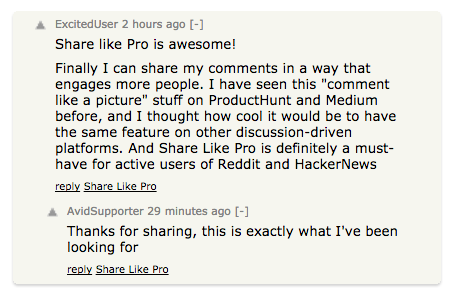 ExcitedUser 2 hours ago [-]
Share like Pro is awesome!
Finally I can share my comments in a way that
engages more people. I have seen this "comment
like a picture" stuff on ProductHunt and Medium
before, and I thought how cool it would be to have
the same feature on other discussion-driven
platforms. And Share Like Pro is definitely a must-
have for active users of Reddit and HackerNews
reply Share Like Pro
AvidSupporter 29 minutes ago [-]
Thanks for sharing, this is exactly what I've been
looking for
reply Share Like Pro